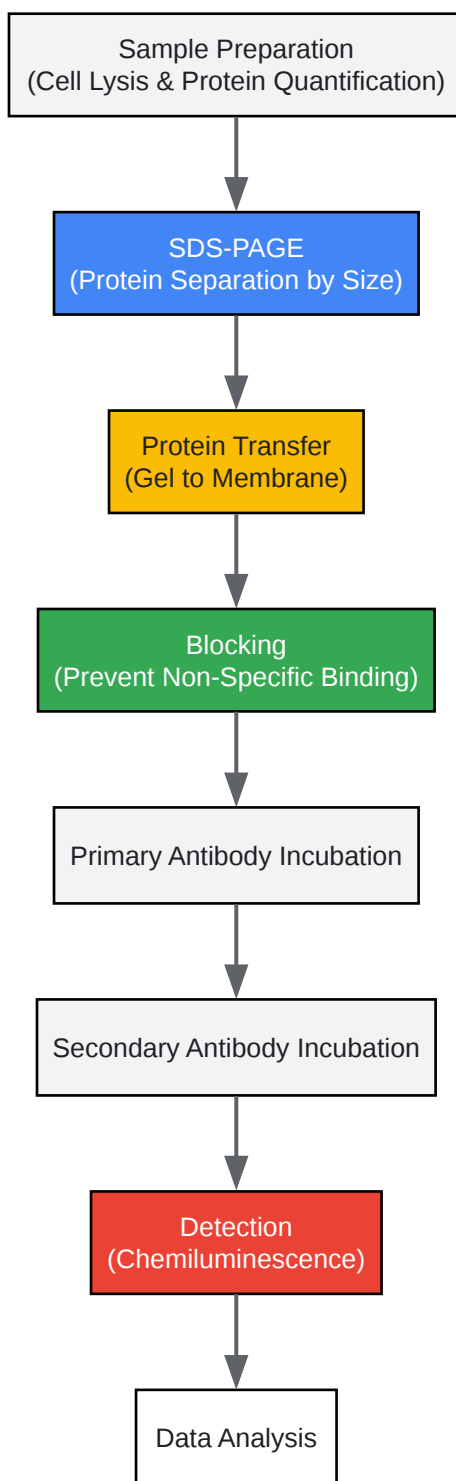 Sample Preparation
(Cell Lysis & Protein Quantification)
SDS-PAGE
(Protein Separation by Size)
Protein Transfer
(Gel to Membrane)
Blocking
(Prevent Non-Specific Binding)
Primary Antibody Incubation
Secondary Antibody Incubation
Detection
(Chemiluminescence)
Data Analysis